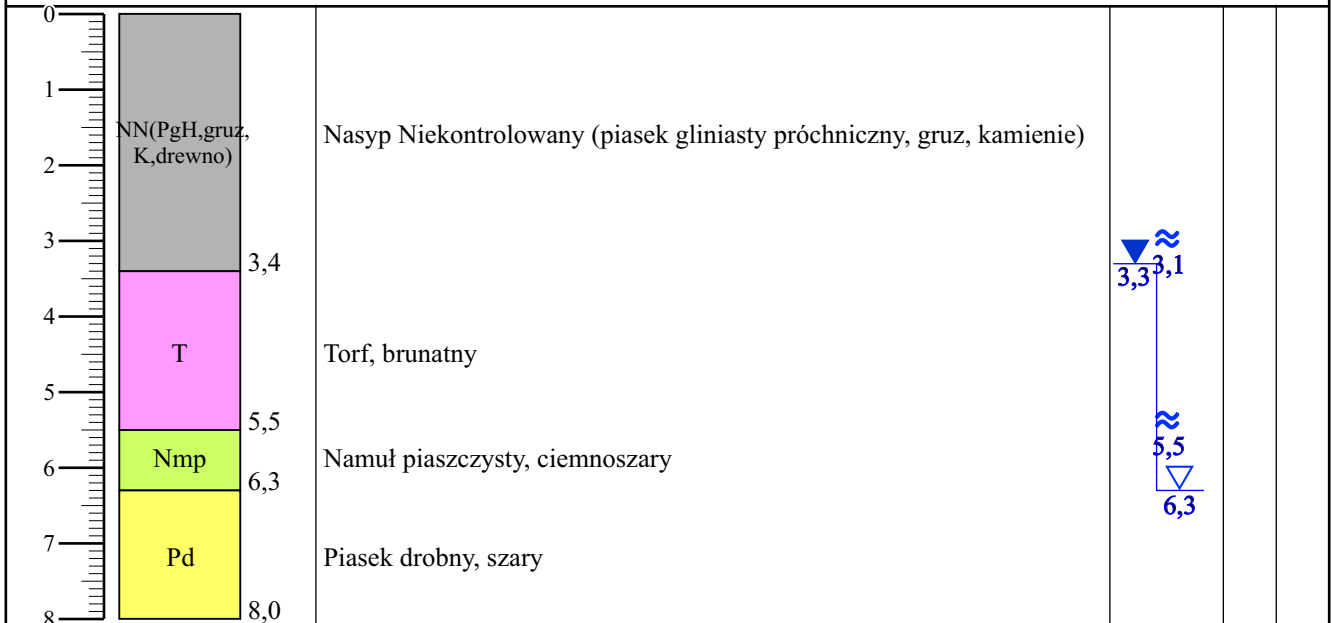 0
1
NN(PgH,gruz,
K,drewno)
Nasyp Niekontrolowany (piasek gliniasty próchniczny, gruz, kamienie)
2
3
3,4
3,3
3,1
4
T
Torf, brunatny
5
5,5
5,5
Nmp
Namuł piaszczysty, ciemnoszary
6
6,3
6,3
7
Pd
Piasek drobny, szary
8
8,0